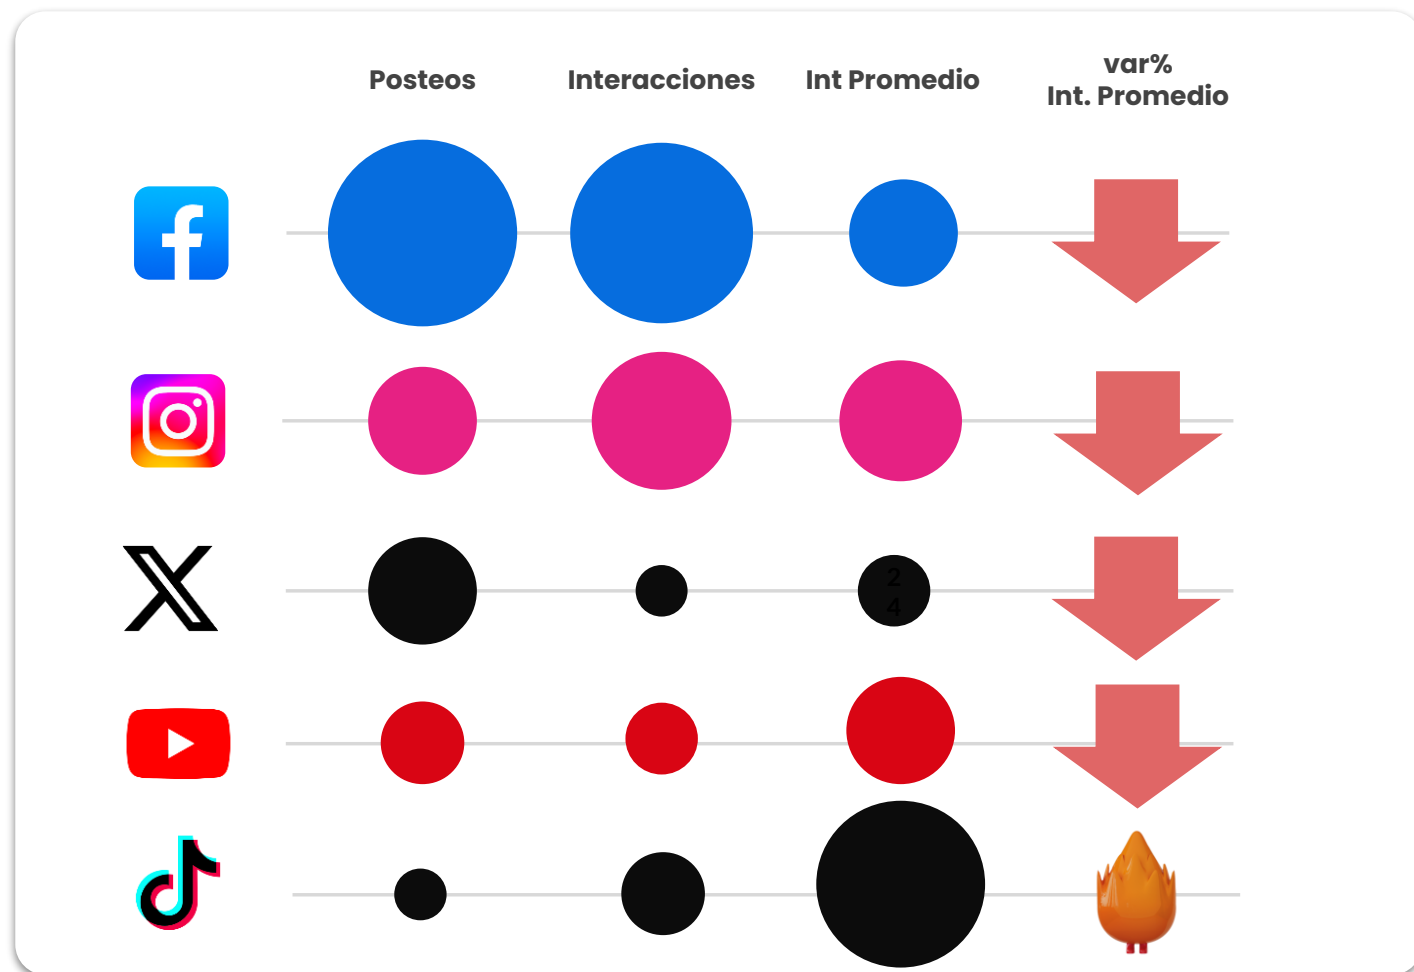 Posteos
Interacciones
Int Promedio
var%
Int. Promedio
2
4